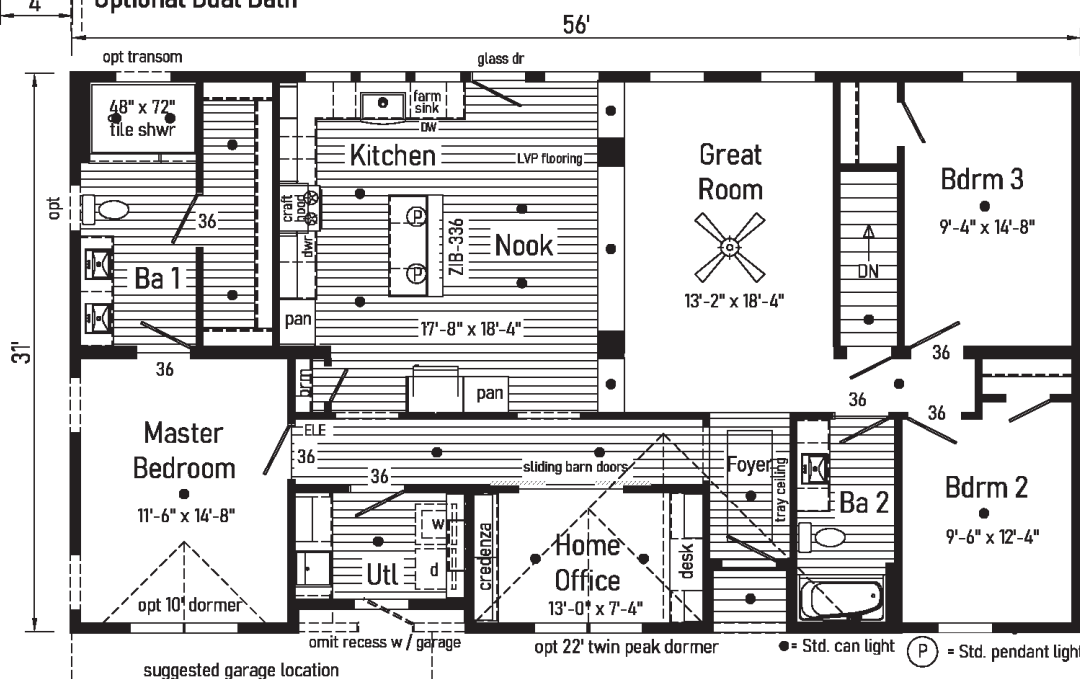 4'
Optional Dual Bath
56'
opt transom
glass dr
48" x 72"
tile shwr
farm
sink
DW
Kitchen
LVP flooring
Great
Room
Bdrm 3
9'-4" x 14'-8"
opt
36
craft
hood
P
ZIB-336
Nook
DN
dwr
P
Ba 1
13'-2" x 18'-4"
pan
17'-8" x 18'-4"
31'
36
36
brm
pan
36
36
Master
Bedroom
11'-6" x 14'-8"
ELE
36
36
sliding barn doors
Foyer
tray ceiling
Ba 2
Bdrm 2
9'-6" x 12'-4"
w
d
Utl
credenza
Home
Office
13'-0" x 7'-4"
desk
opt 10' dormer
omit recess w / garage
opt 22' twin peak dormer
= Std. can light
P = Std. pendant light
suggested garage location